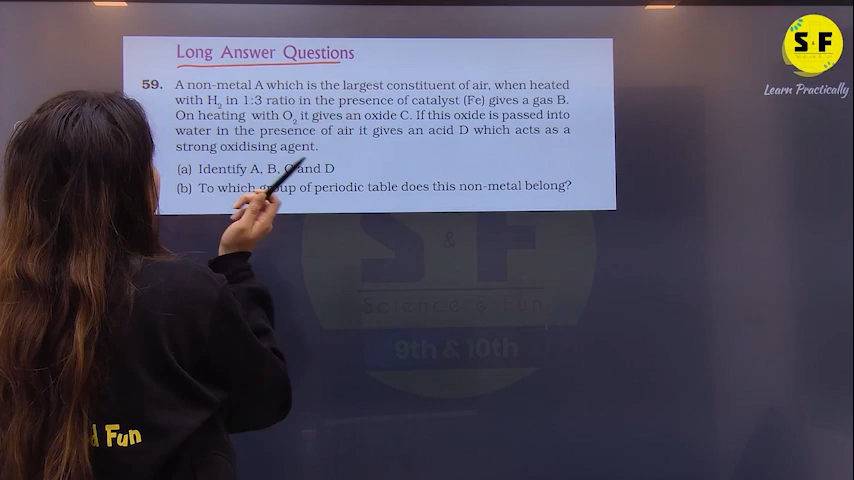 Long Answer Questions
59. A non-metal A which is the largest constituent of air, when heated
with H2 in 1:3 ratio in the presence of catalyst (Fe) gives a gas B.
On heating with O2 it gives an oxide C. If this oxide is passed into
water in the presence of air it gives an acid D which acts as a
strong oxidising agent.
(a) Identify A, B, C and D
(b) To which group of periodic table does this non-metal belong?
S&F
Learn Practically
S & F
Science & Fun
9th & 10th
d Fun